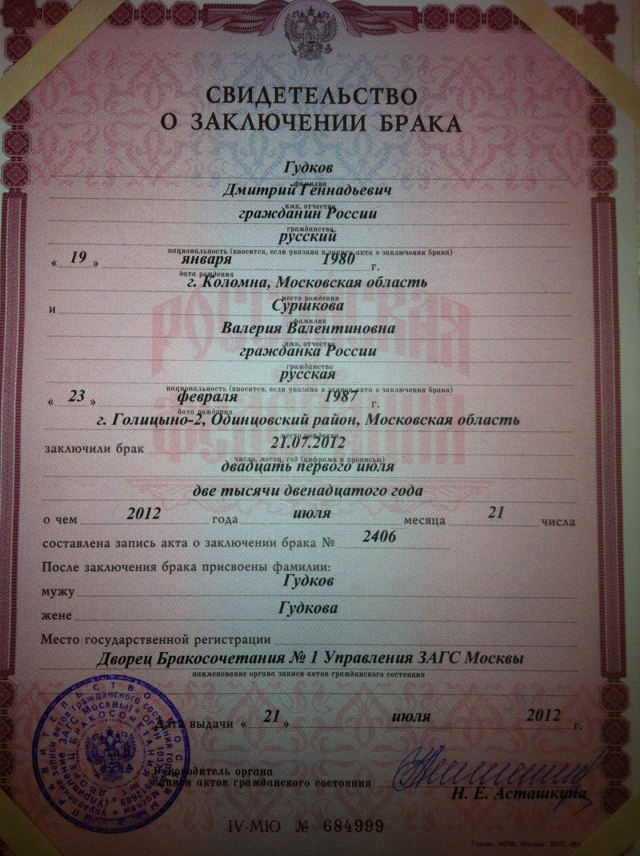 СВИДЕТЕЛЬСТВО
О ЗАКЛЮЧЕНИИ БРАКА
Гудков
фамилия
Дмитрий Геннадьевич
имя, отчество
гражданин России
гражданство
русский
национальность (вносится, если указана в записи акта о заключении брака)
« 19 » января 1980 г.
дата рождения
г. Коломна, Московская область
место рождения
и Суршкова
фамилия
Валерия Валентиновна
имя, отчество
гражданка России
гражданство
русская
национальность (вносится, если указана в записи акта о заключении брака)
« 23 » февраля 1987 г.
дата рождения
г. Голицыно-2, Одинцовский район, Московская область
место рождения
заключили брак 21.07.2012
число, месяц, год (цифрами и прописью)
двадцать первого июля
две тысячи двенадцатого года
о чем 2012 года июля месяца 21 числа
составлена запись акта о заключении брака № 2406
После заключения брака присвоены фамилии:
мужу Гудков
жене Гудкова
Место государственной регистрации
Дворец Бракосочетания № 1 Управления ЗАГС Москвы
наименование органа записи актов гражданского состояния
Дата выдачи « 21 » июля 2012 г.
Руководитель органа
записи актов гражданского состояния
Н. Е. Асташкина
IV-МЮ № 684999
РОССИЙСКАЯ
ФЕДЕРАЦИЯ